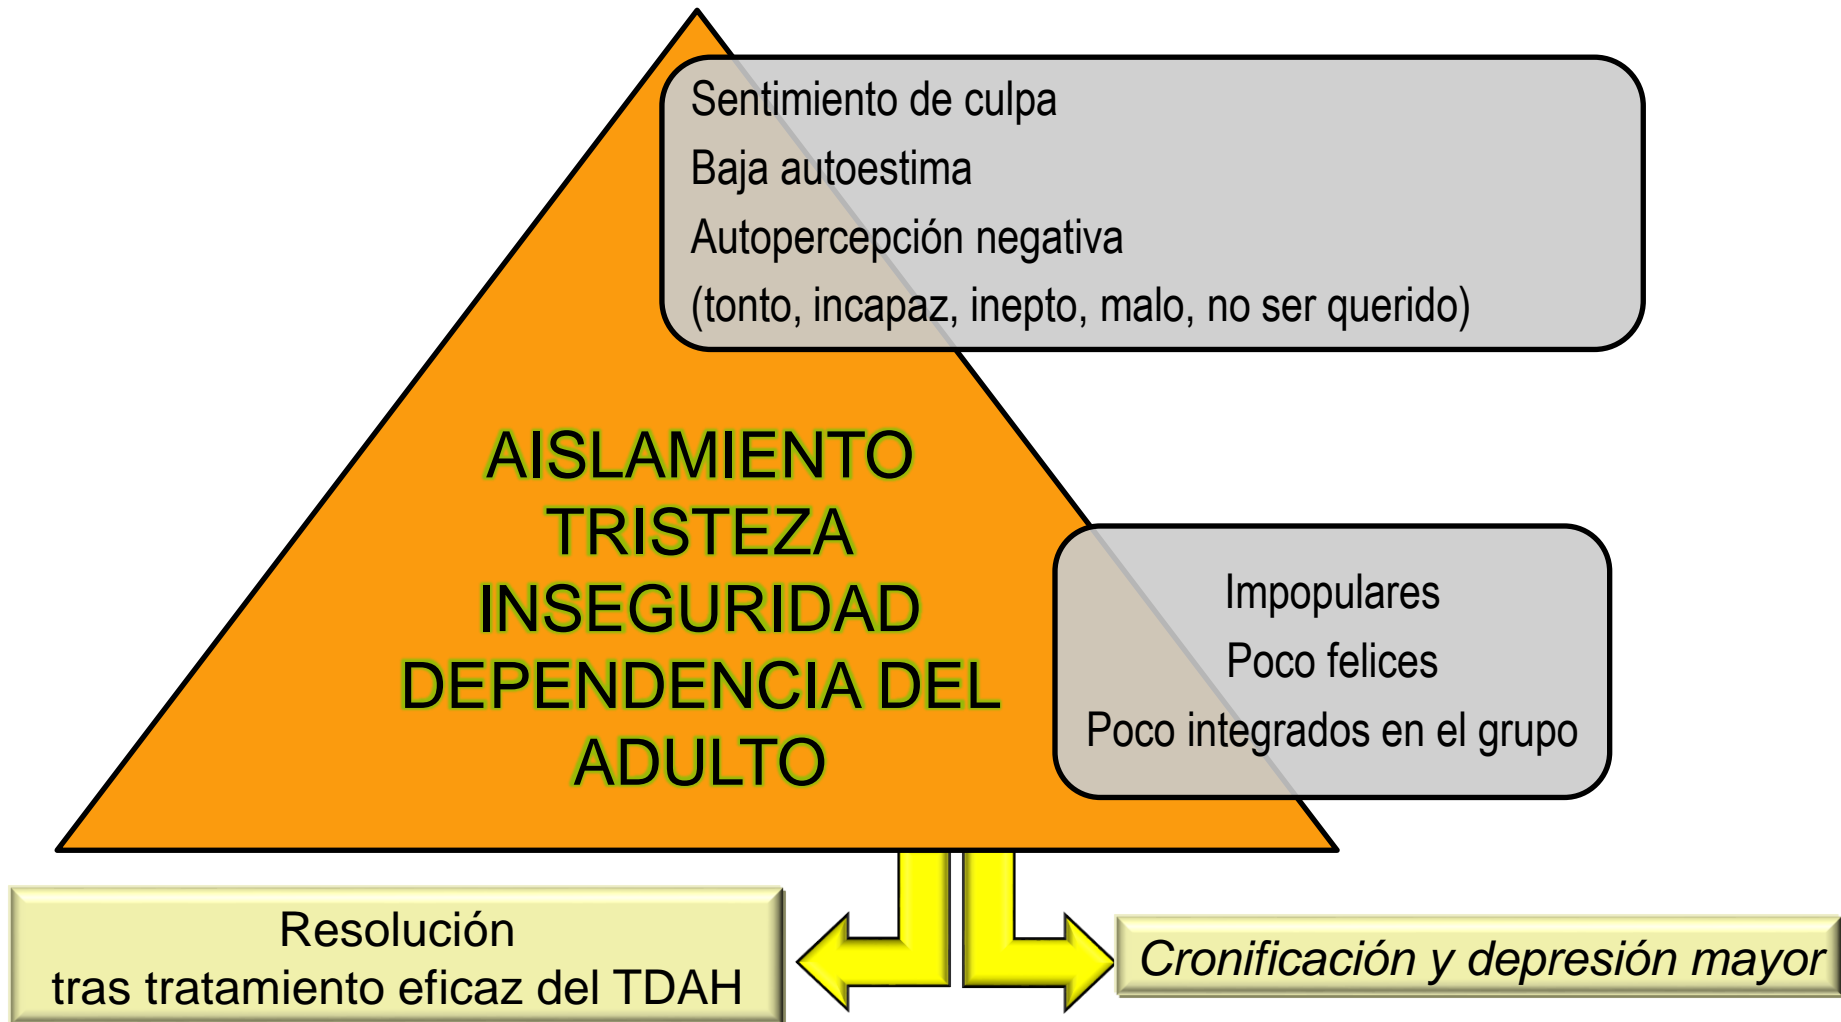 Sentimiento de culpa
Baja autoestima
Autopercepción negativa
(tonto, incapaz, inepto, malo, no ser querido)
AISLAMIENTO
TRISTEZA
INSEGURIDAD
DEPENDENCIA DEL
ADULTO
Impopulares
Poco felices
Poco integrados en el grupo
Resolución
tras tratamiento eficaz del TDAH
Cronificación y depresión mayor